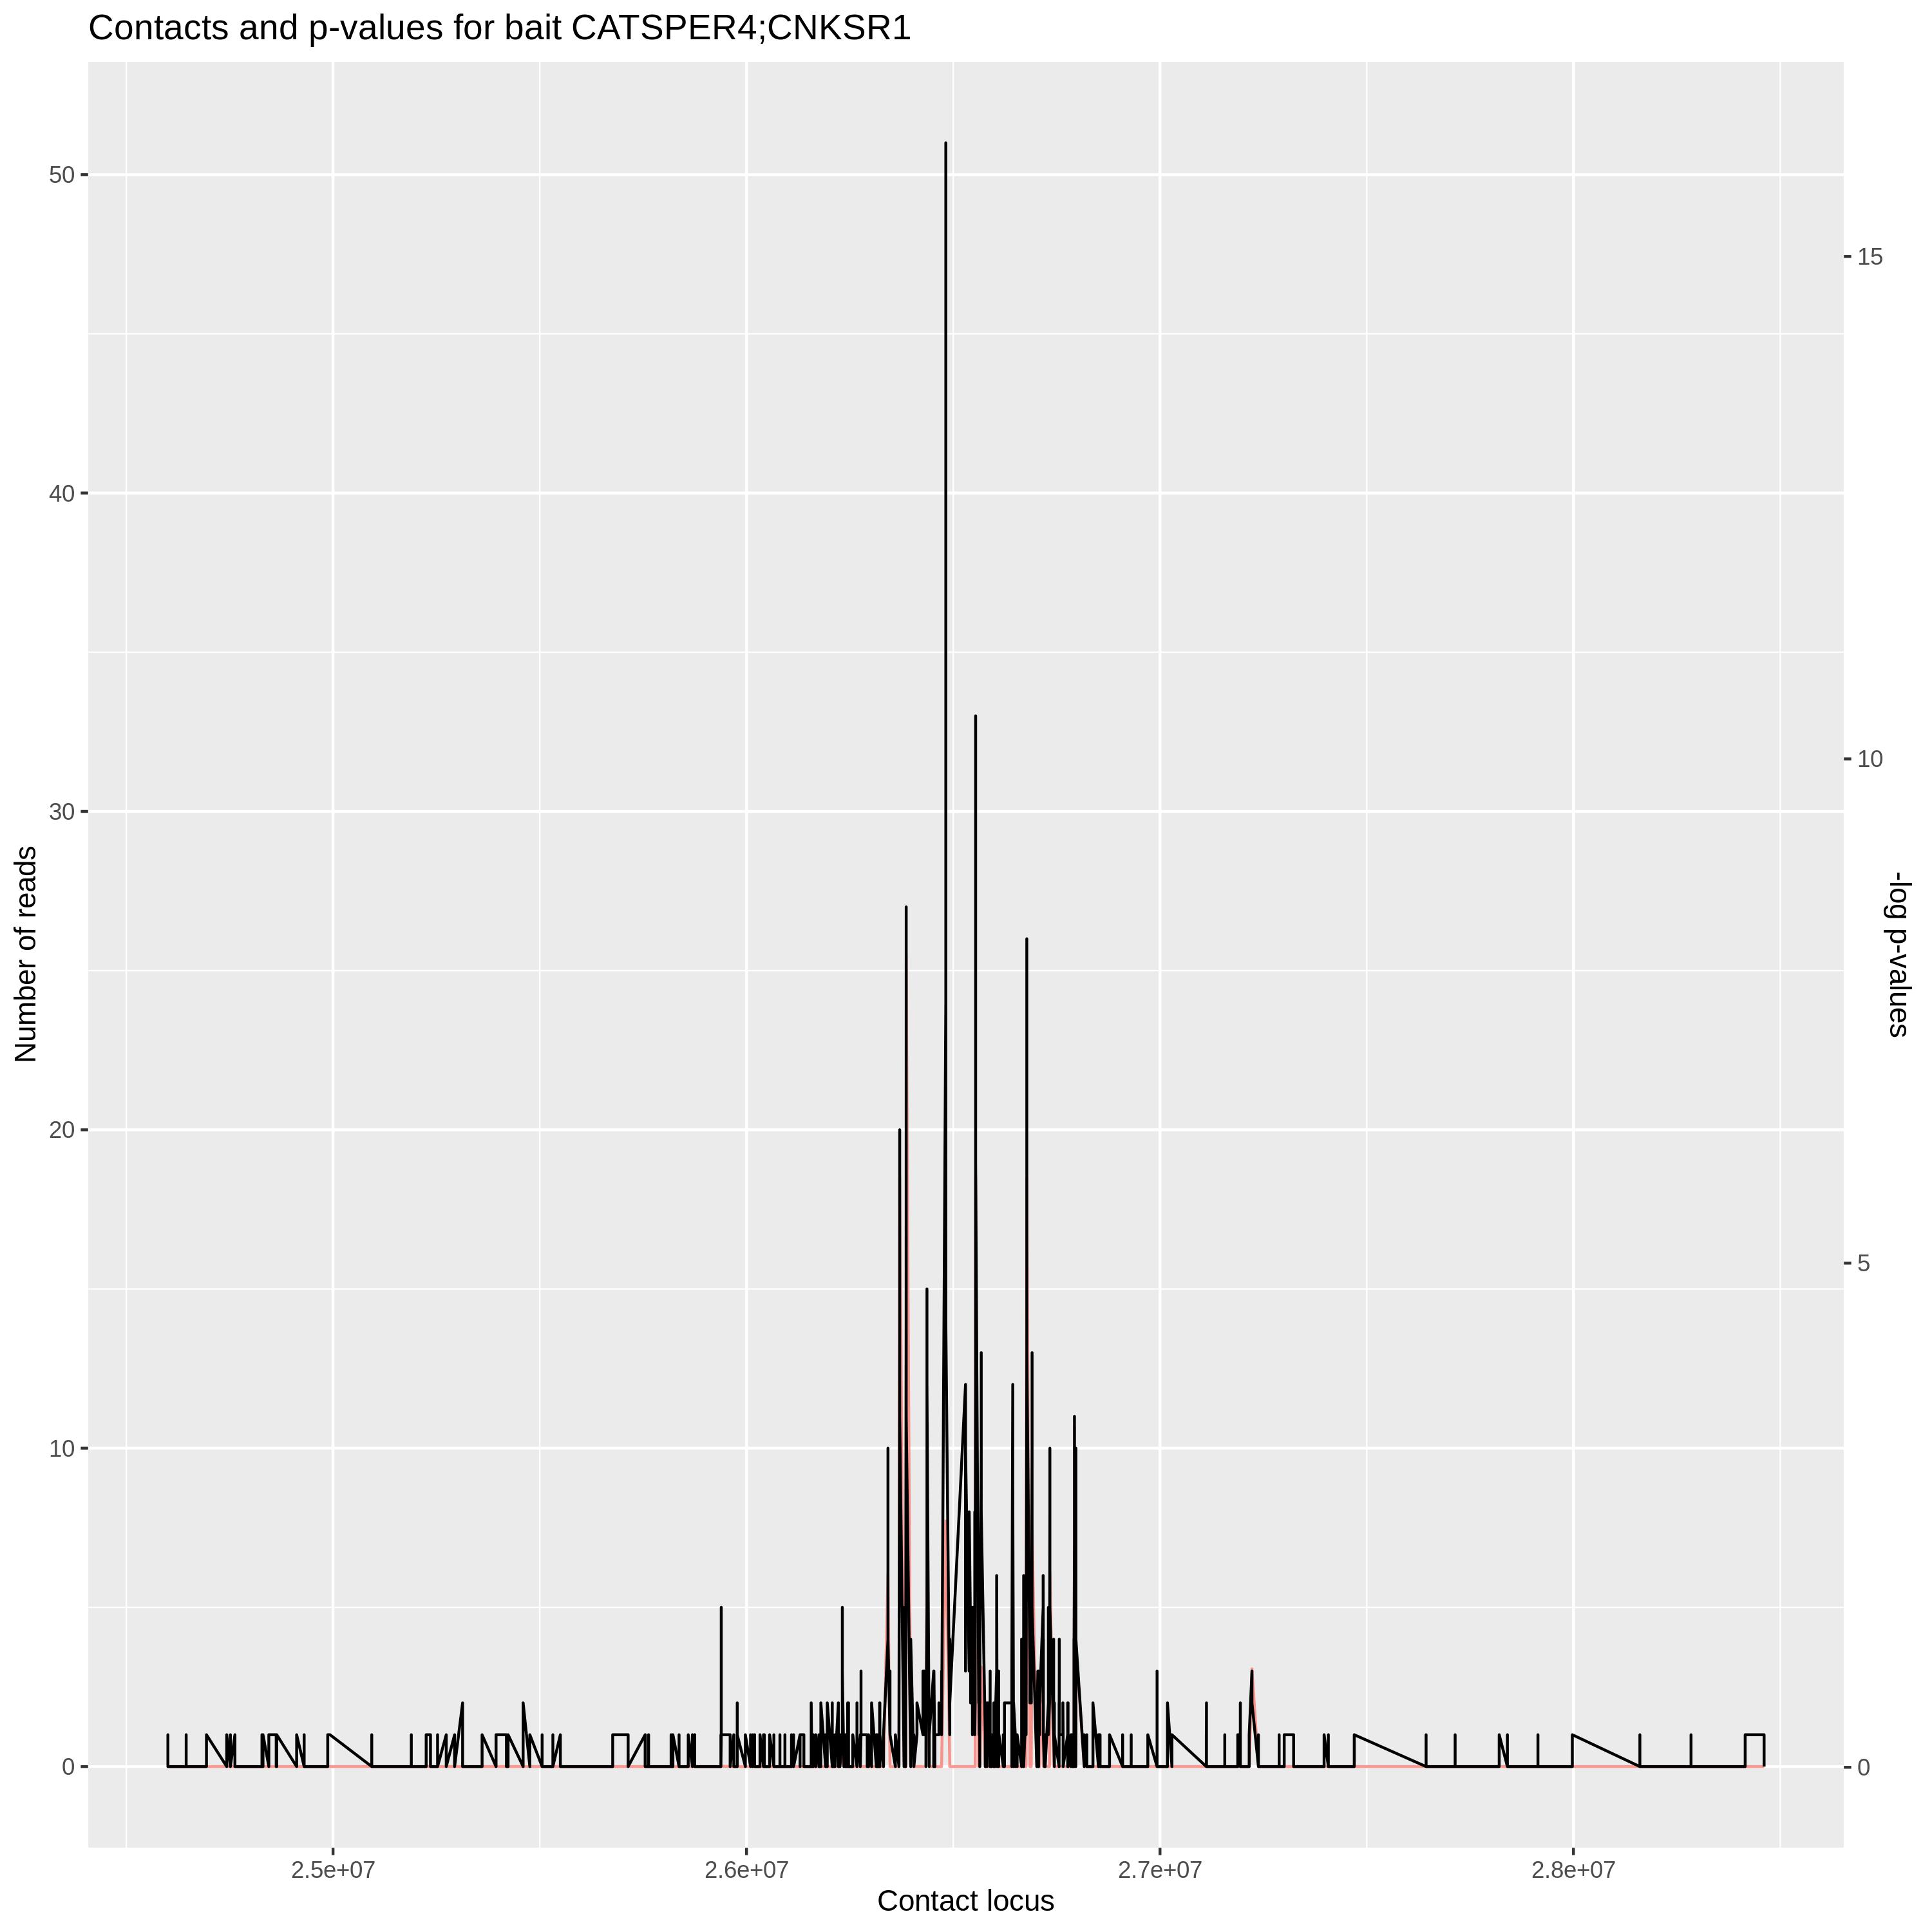 Contacts and p-values for bait CATSPER4;CNKSR1
50
40
30
20
10
0
Number of reads
15
10
5
0
-log p-values
2.5e+07 2.6e+07 2.7e+07 2.8e+07
Contact locus